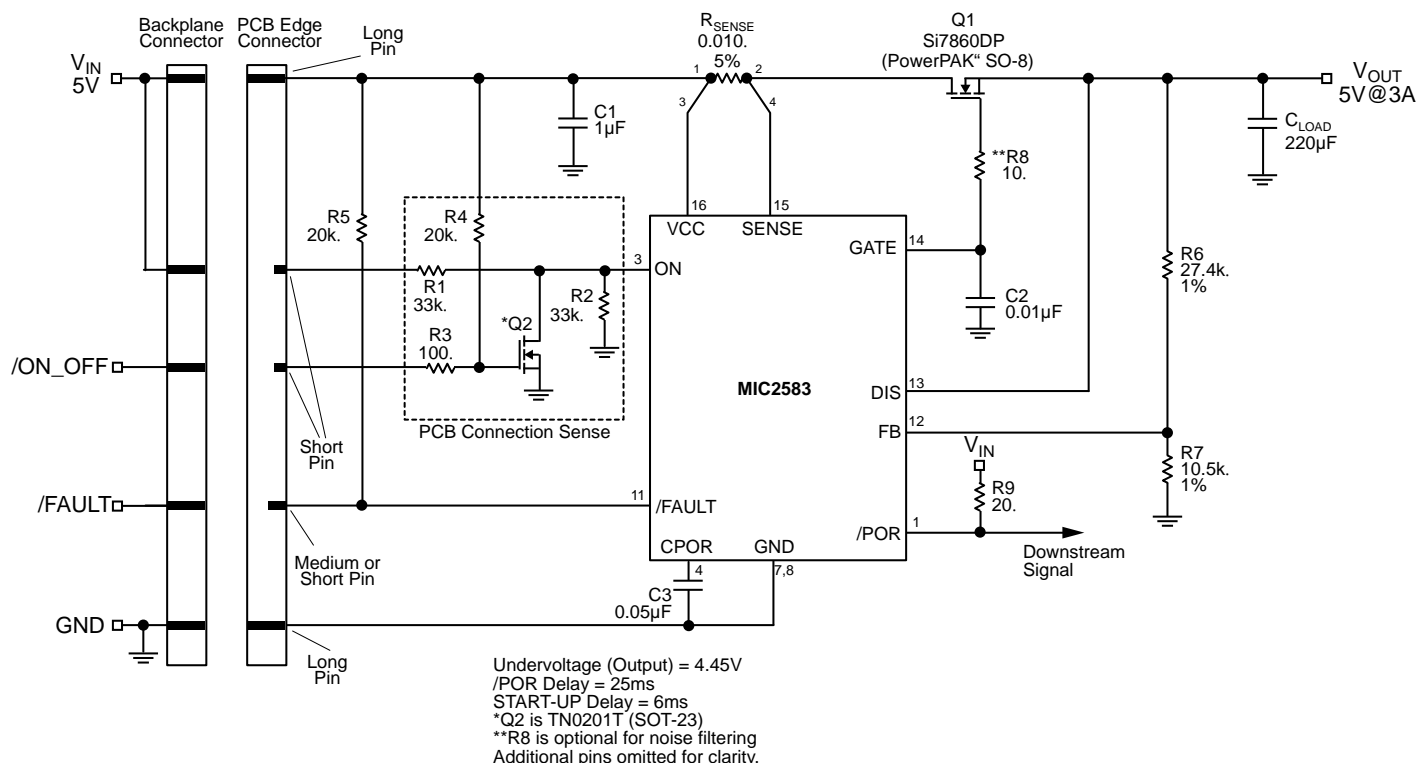 Backplane
Connector
PCB Edge
Connector
Long
Pin
VIN
5V
RSENSE
0.010.
5%
1
2
3
4
Q1
Si7860DP
(PowerPAK“ SO-8)
VOUT
5V@3A
C1
1µF
CLOAD
220µF
**R8
10.
R5
20k.
R4
20k.
16
15
VCC
SENSE
GATE
14
R6
27.4k.
1%
3
ON
R1
33k.
R2
33k.
C2
0.01µF
*Q2
R3
100.
/ON_OFF
MIC2583
DIS
13
PCB Connection Sense
FB
12
Short
Pin
VIN
R7
10.5k.
1%
/FAULT
11
/FAULT
R9
20.
/POR
1
Medium or
Short Pin
CPOR
GND
Downstream
Signal
4
7,8
C3
0.05µF
GND
Long
Pin
Undervoltage (Output) = 4.45V
/POR Delay = 25ms
START-UP Delay = 6ms
*Q2 is TN0201T (SOT-23)
**R8 is optional for noise filtering
Additional pins omitted for clarity.